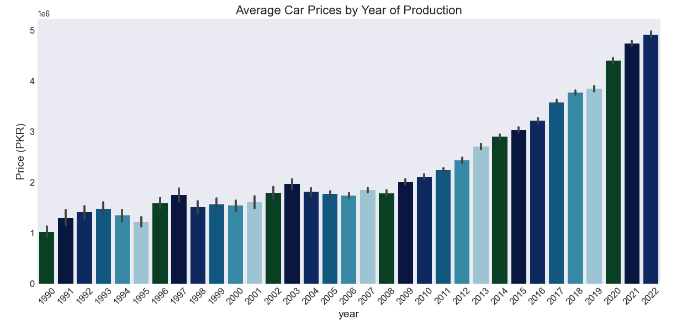 Average Car Prices by Year of Production
1e6
5
4
3
2
1
0
Price (PKR)
1990 1991 1992 1993 1994 1995 1996 1997 1998 1999 2000 2001 2002 2003 2004 2005 2006 2007 2008 2009 2010 2011 2012 2013 2014 2015 2016 2017 2018 2019 2020 2021 2022
year